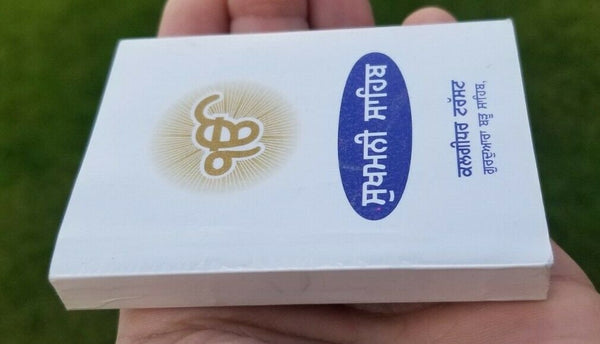 ੴ
ਸੁਖਮਨੀ ਸਾਹਿਬ
ਕਲਗੀਧਰ ਟਰੱਸਟ
ਗੁਰਦੁਆਰਾ ਬੜੂ ਸਾਹਿਬ,